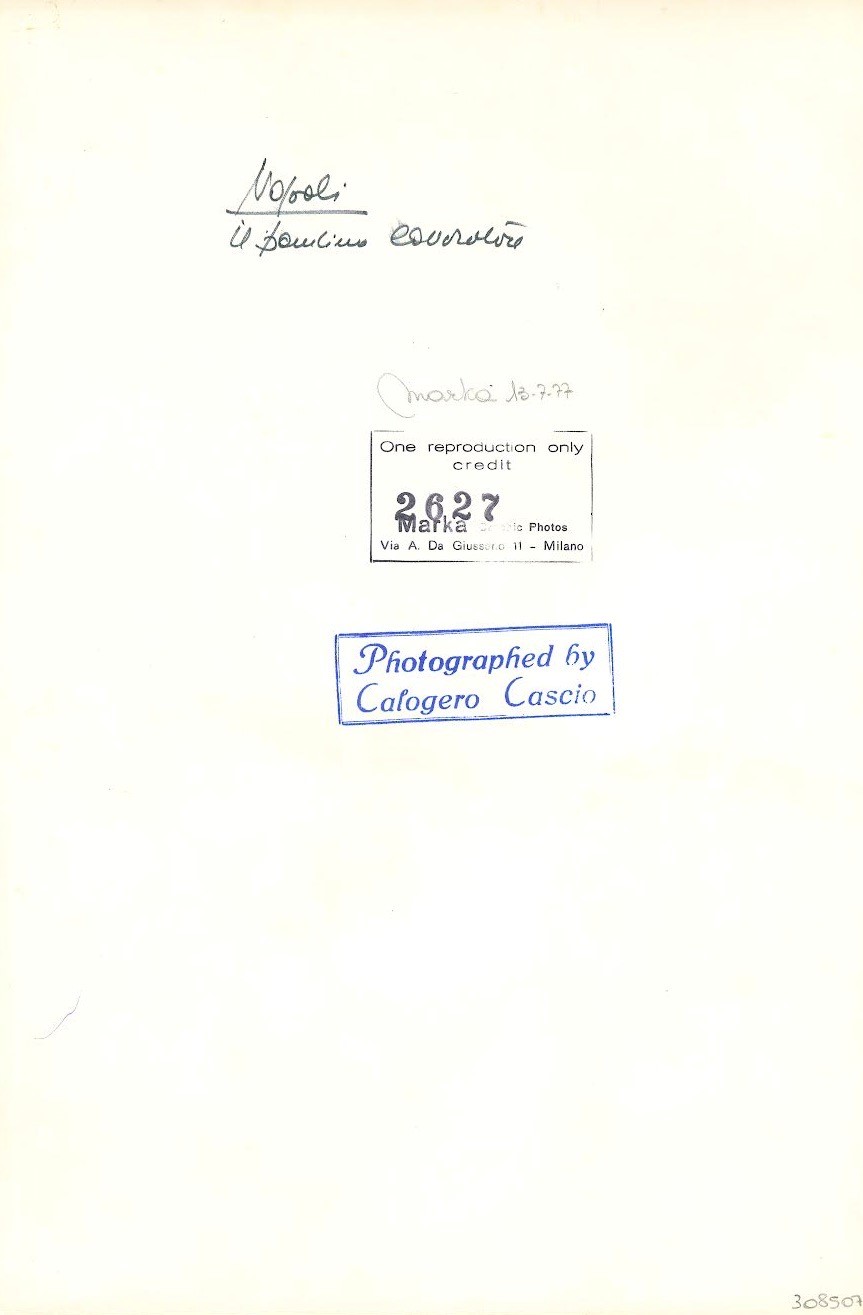 Napoli
il bambino lavoratore
Marka 13-7-77
One reproduction only
credit
2627
Marka Photos
Via A. Da Giussano 11 - Milano
Photographed by
Calogero Cascio
308507